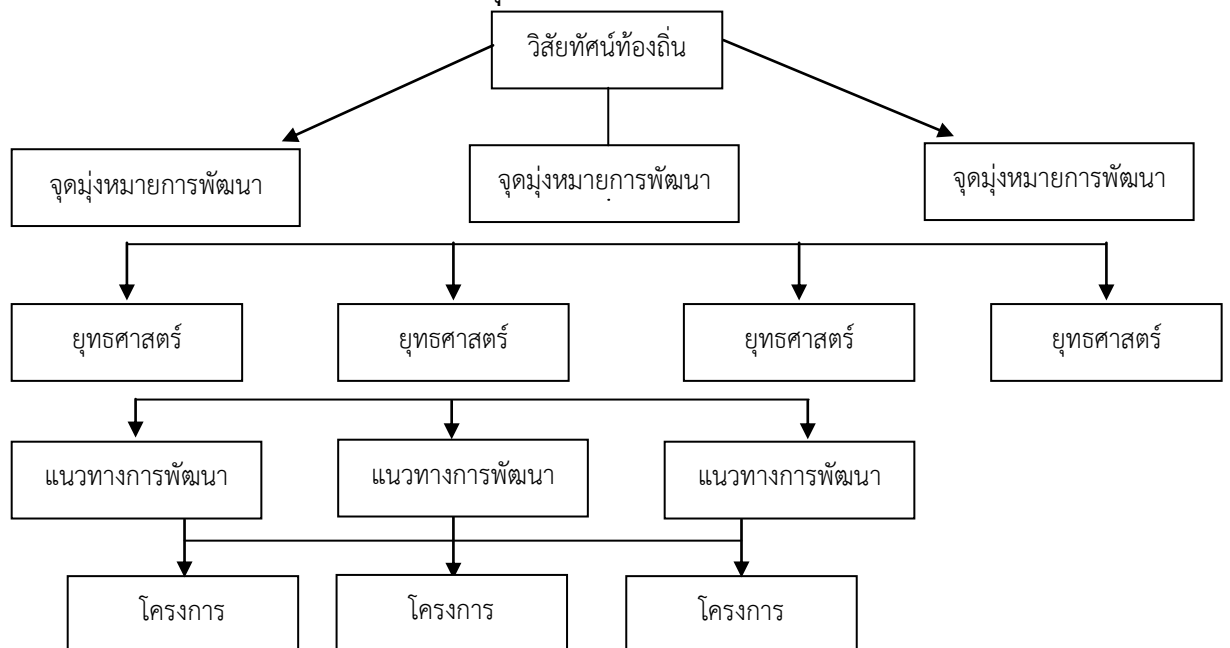 วิสัยทัศน์ท้องถิ่น
จุดมุ่งหมายการพัฒนา
จุดมุ่งหมายการพัฒนา
จุดมุ่งหมายการพัฒนา
ยุทธศาสตร์
ยุทธศาสตร์
ยุทธศาสตร์
ยุทธศาสตร์
แนวทางการพัฒนา
แนวทางการพัฒนา
แนวทางการพัฒนา
โครงการ
โครงการ
โครงการ